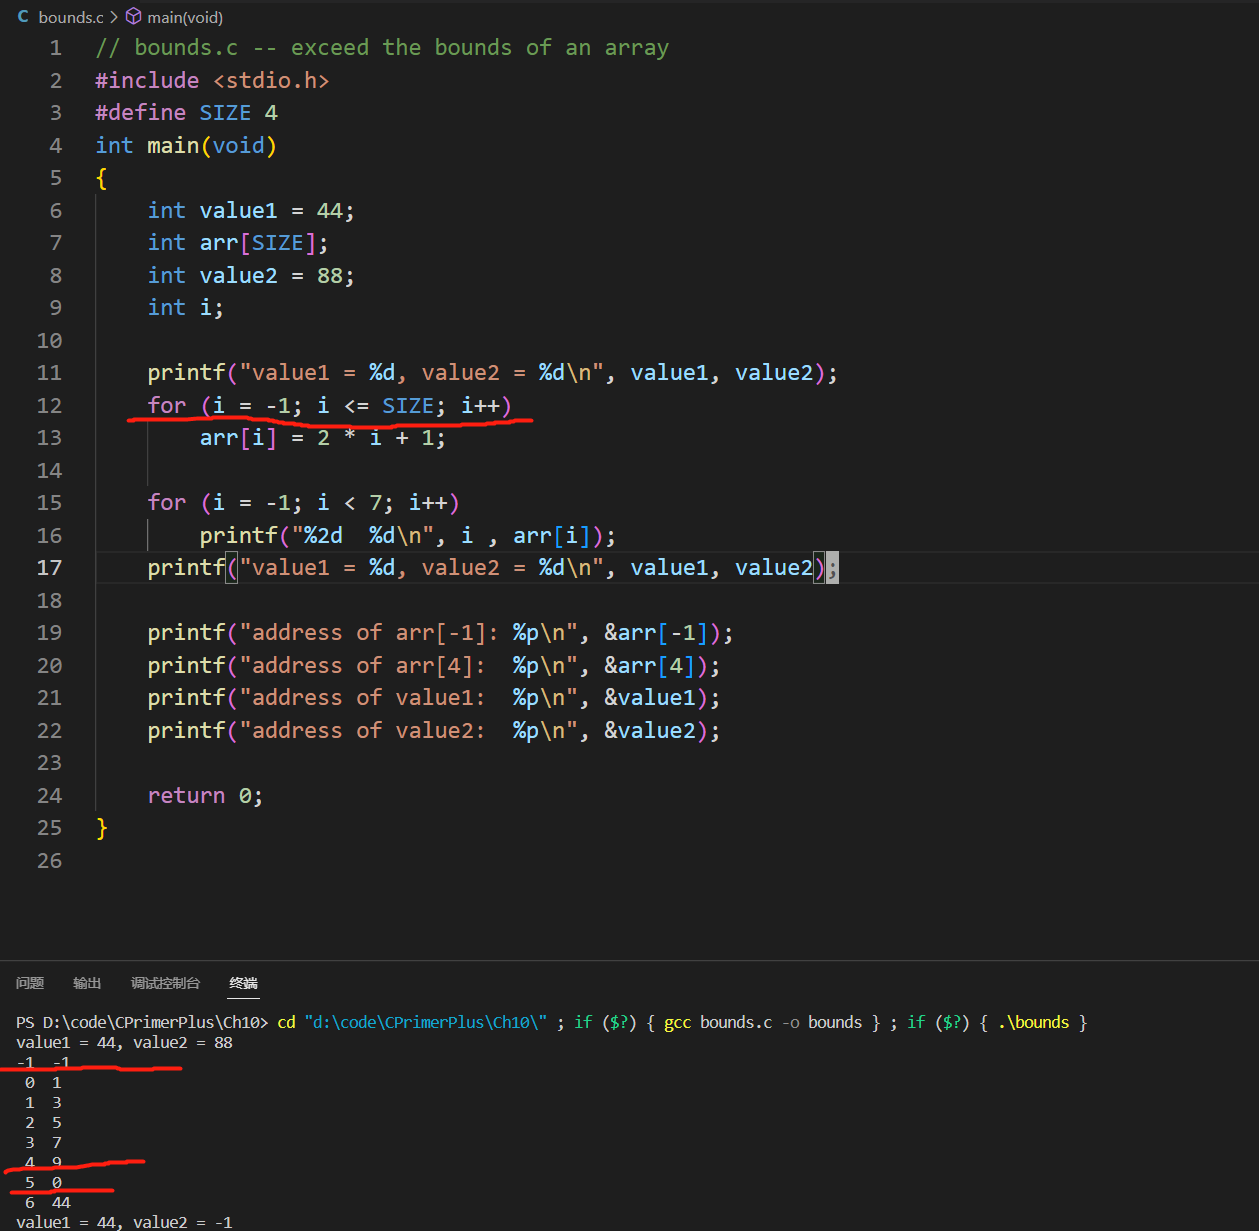 C bounds.c > main(void)
1 // bounds.c -- exceed the bounds of an array
2 #include <stdio.h>
3 #define SIZE 4
4 int main(void)
5 {
6     int value1 = 44;
7     int arr[SIZE];
8     int value2 = 88;
9     int i;
10
11     printf("value1 = %d, value2 = %d\n", value1, value2);
12     for (i = -1; i <= SIZE; i++)
13         arr[i] = 2 * i + 1;
14
15     for (i = -1; i < 7; i++)
16         printf("%2d  %d\n", i , arr[i]);
17     printf("value1 = %d, value2 = %d\n", value1, value2);
18
19     printf("address of arr[-1]: %p\n", &arr[-1]);
20     printf("address of arr[4]:  %p\n", &arr[4]);
21     printf("address of value1:  %p\n", &value1);
22     printf("address of value2:  %p\n", &value2);
23
24     return 0;
25 }
26
问题 输出 调试控制台 终端
PS D:\code\CPrimerPlus\Ch10> cd "d:\code\CPrimerPlus\Ch10\" ; if ($?) { gcc bounds.c -o bounds } ; if ($?) { .\bounds }
value1 = 44, value2 = 88
-1  -1
 0  1
 1  3
 2  5
 3  7
 4  9
 5  0
 6  44
value1 = 44, value2 = -1